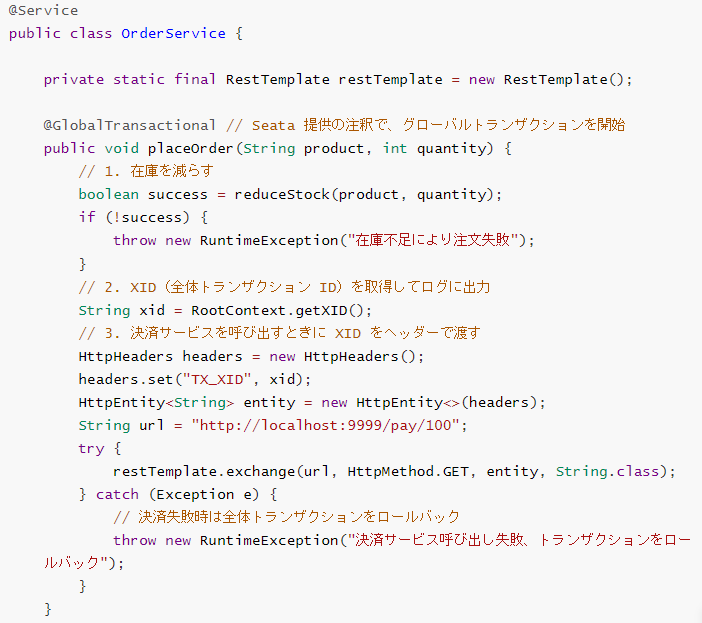 @Service
public class OrderService {
private static final RestTemplate restTemplate = new RestTemplate();
@GlobalTransactional // Seata 提供の注釈で、グローバルトランザクションを開始
public void placeOrder(String product, int quantity) {
// 1. 在庫を減らす
boolean success = reduceStock(product, quantity);
if (!success) {
throw new RuntimeException("在庫不足により注文失敗");
}
// 2. XID（全体トランザクション ID）を取得してログに出力
String xid = RootContext.getXID();
// 3. 決済サービスを呼び出すときに XID をヘッダーで渡す
HttpHeaders headers = new HttpHeaders();
headers.set("TX_XID", xid);
HttpEntity<String> entity = new HttpEntity<>(headers);
String url = "http://localhost:9999/pay/100";
try {
restTemplate.exchange(url, HttpMethod.GET, entity, String.class);
} catch (Exception e) {
// 決済失敗時は全体トランザクションをロールバック
throw new RuntimeException("決済サービス呼び出し失敗、トランザクションをロー
ルバック");
}
}